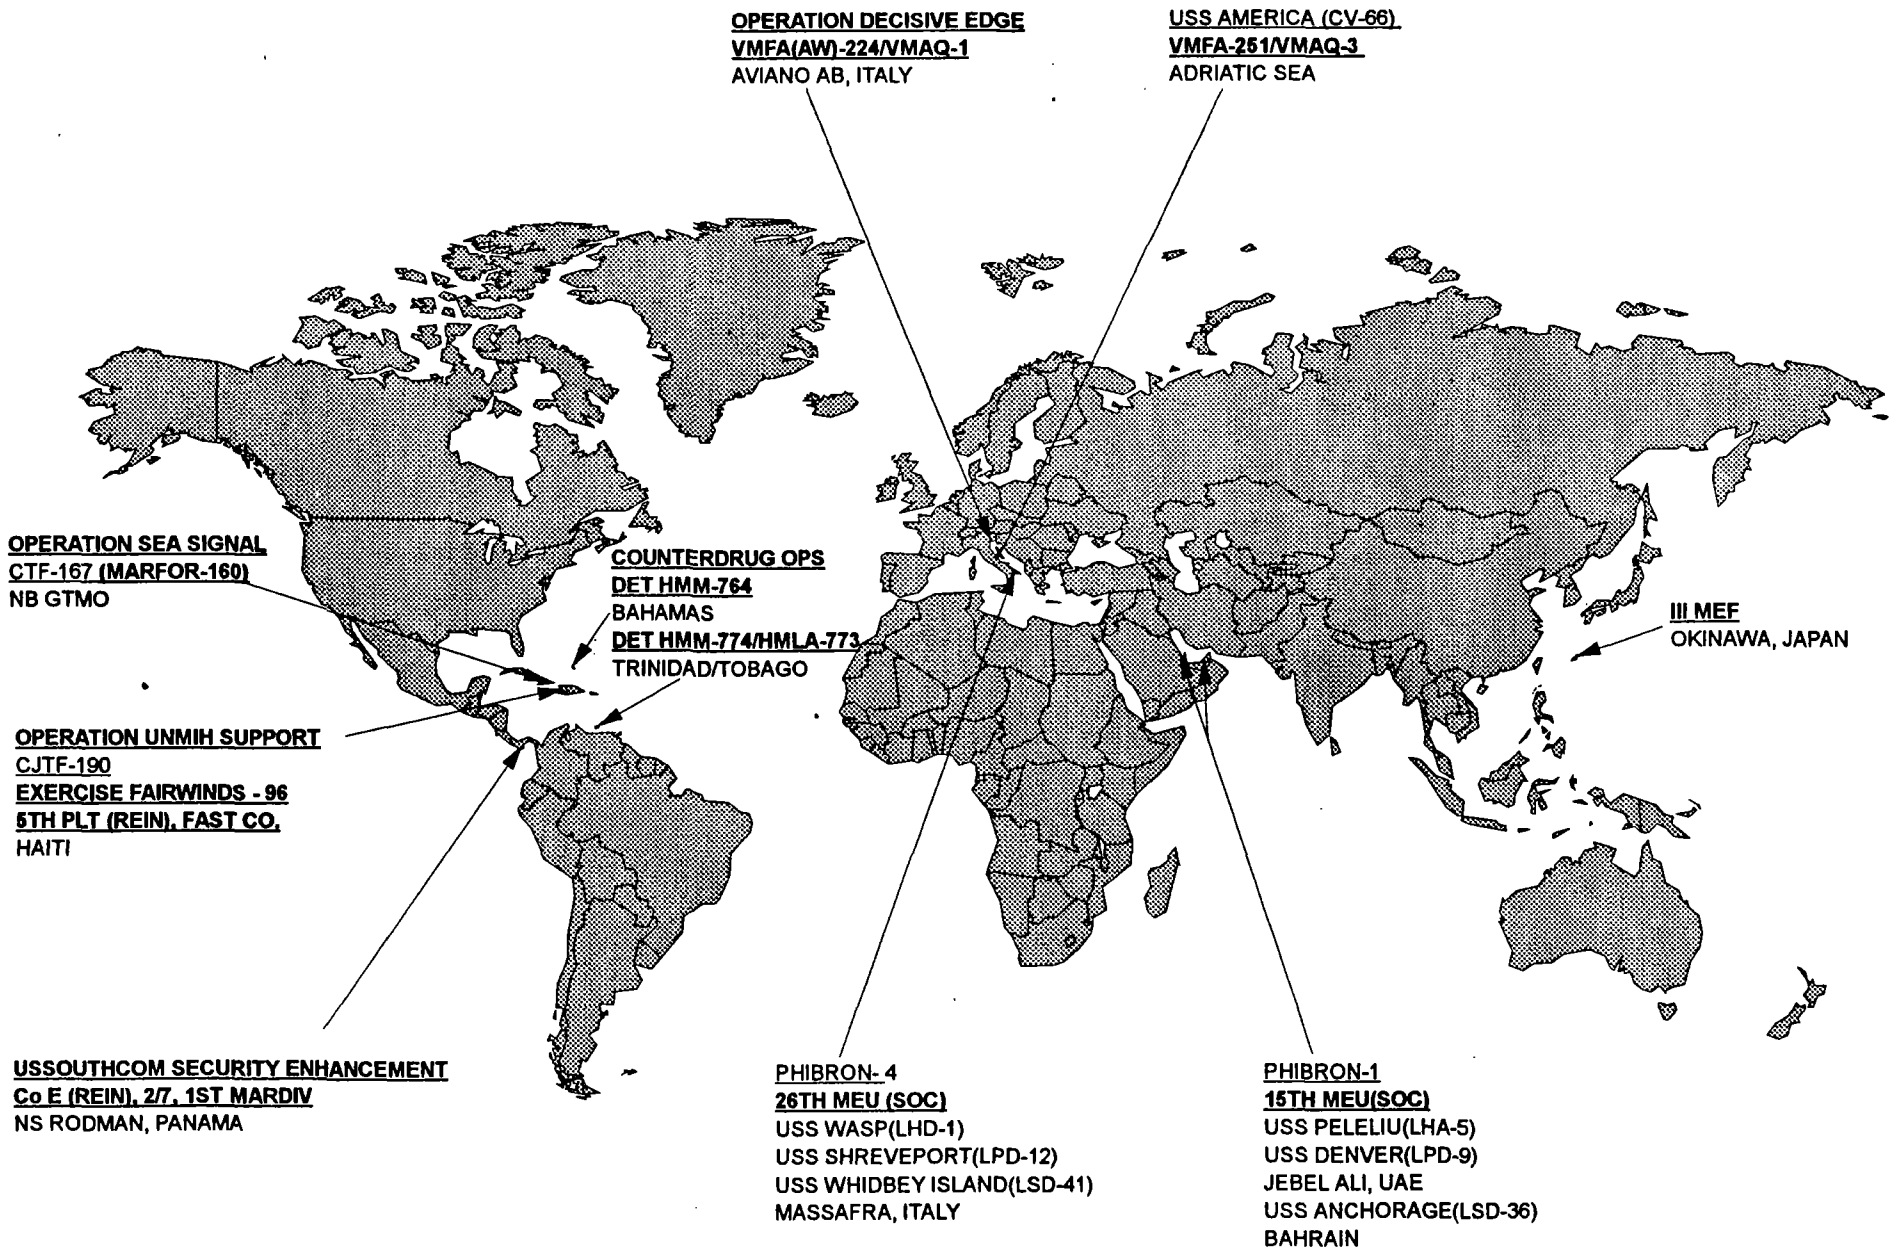 OPERATION DECISIVE EDGE
VMFA(AW)-224/VMAQ-1
AVIANO AB, ITALY
USS AMERICA (CV-66)
VMFA-251/VMAQ-3
ADRIATIC SEA
OPERATION SEA SIGNAL
CTF-167 (MARFOR-160)
NB GTMO
COUNTERDRUG OPS
DET HMM-764
BAHAMAS
DET HMM-774/HMLA-773
TRINIDAD/TOBAGO
III MEF
OKINAWA, JAPAN
OPERATION UNMIH SUPPORT
CJTF-190
EXERCISE FAIRWINDS - 96
5TH PLT (REIN), FAST CO,
HAITI
USSOUTHCOM SECURITY ENHANCEMENT
Co E (REIN), 2/7, 1ST MARDIV
NS RODMAN, PANAMA
PHIBRON- 4
26TH MEU (SOC)
USS WASP(LHD-1)
USS SHREVEPORT(LPD-12)
USS WHIDBEY ISLAND(LSD-41)
MASSAFRA, ITALY
PHIBRON-1
15TH MEU(SOC)
USS PELELIU(LHA-5)
USS DENVER(LPD-9)
JEBEL ALI, UAE
USS ANCHORAGE(LSD-36)
BAHRAIN